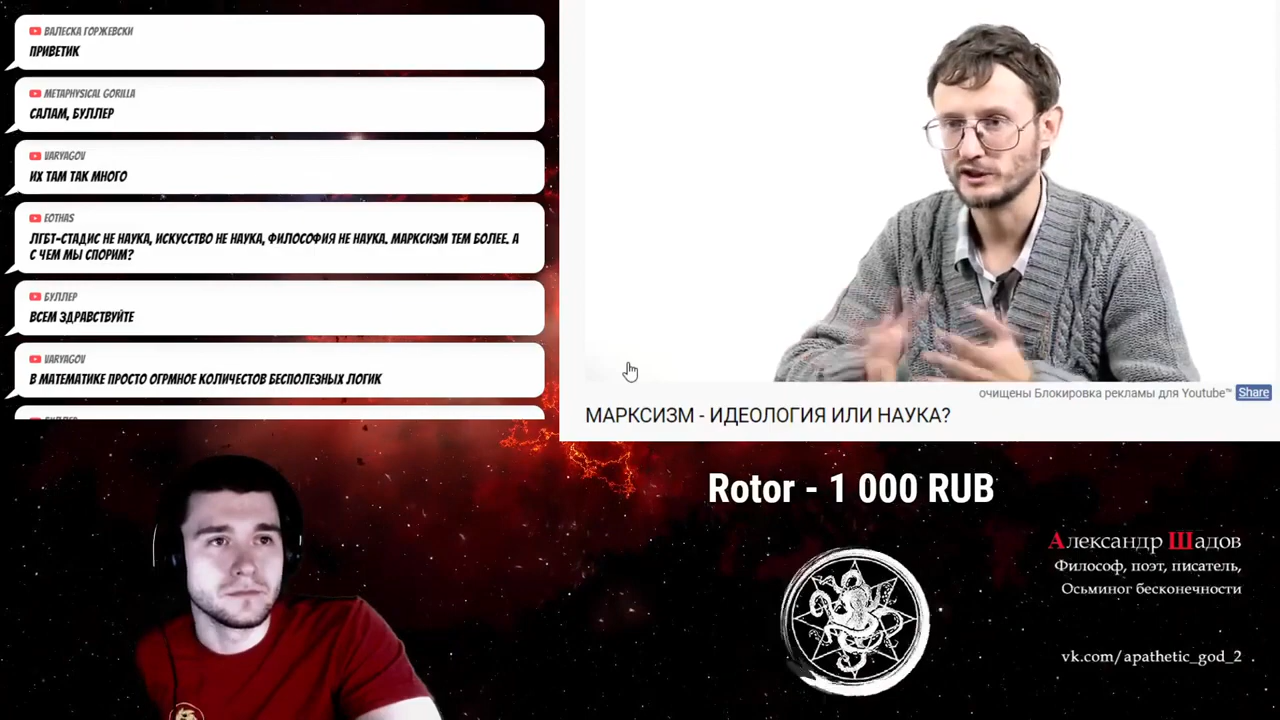 ВАЛЕСКА ГОРЖЕВСКИ
ПРИВЕТИК
METAPHYSICAL GORILLA
САЛАМ, БУЛЛЕР
VARYAGOV
ИХ ТАМ ТАК МНОГО
EOTHAS
ЛГБТ-СТАДИС НЕ НАУКА, ИСКУССТВО НЕ НАУКА, ФИЛОСОФИЯ НЕ НАУКА. МАРКСИЗМ ТЕМ БОЛЕЕ. А
С ЧЕМ МЫ СПОРИМ?
БУЛЛЕР
ВСЕМ ЗДРАВСТВУЙТЕ
VARYAGOV
В МАТЕМАТИКЕ ПРОСТО ОГРМНОЕ КОЛИЧЕСТОВ БЕСПОЛЕЗНЫХ ЛОГИК
очищены Блокировка рекламы для Youtube™ Share
МАРКСИЗМ - ИДЕОЛОГИЯ ИЛИ НАУКА?
Rotor - 1 000 RUB
Александр Шадов
Философ, поэт, писатель,
Осьминог бесконечности
vk.com/apathetic_god_2